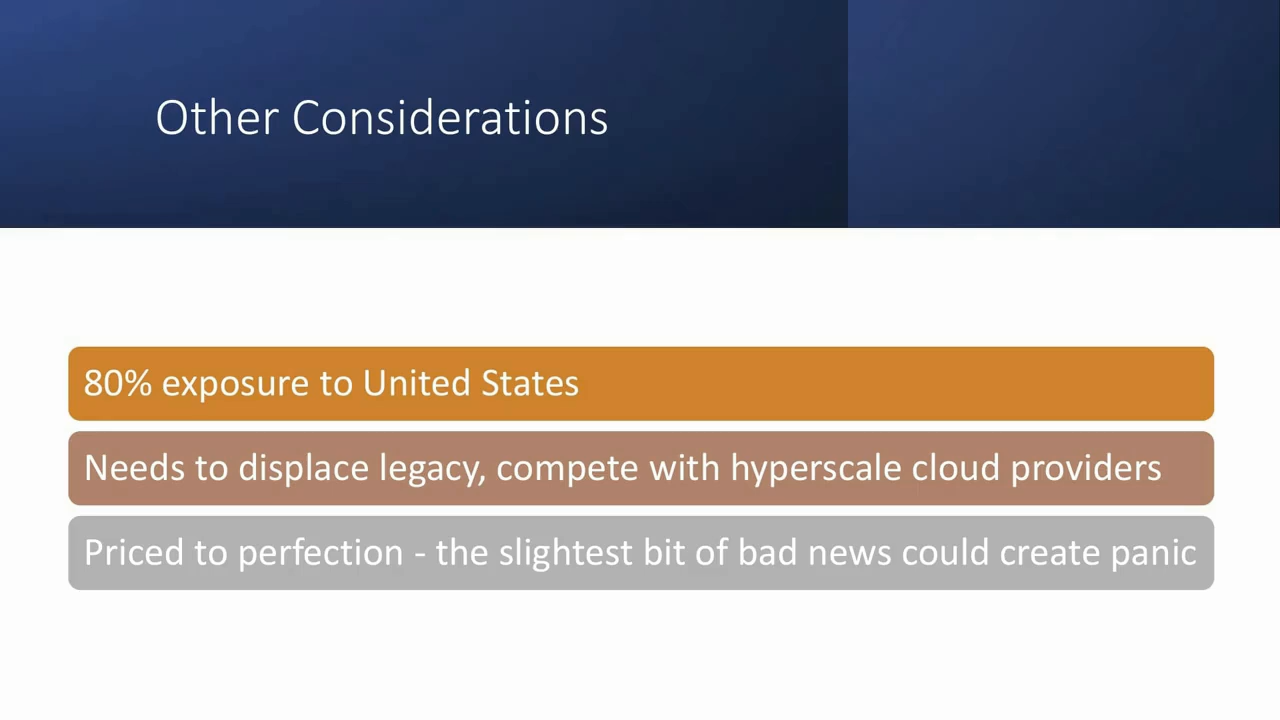 Other Considerations
80% exposure to United States
Needs to displace legacy, compete with hyperscale cloud providers
Priced to perfection - the slightest bit of bad news could create panic